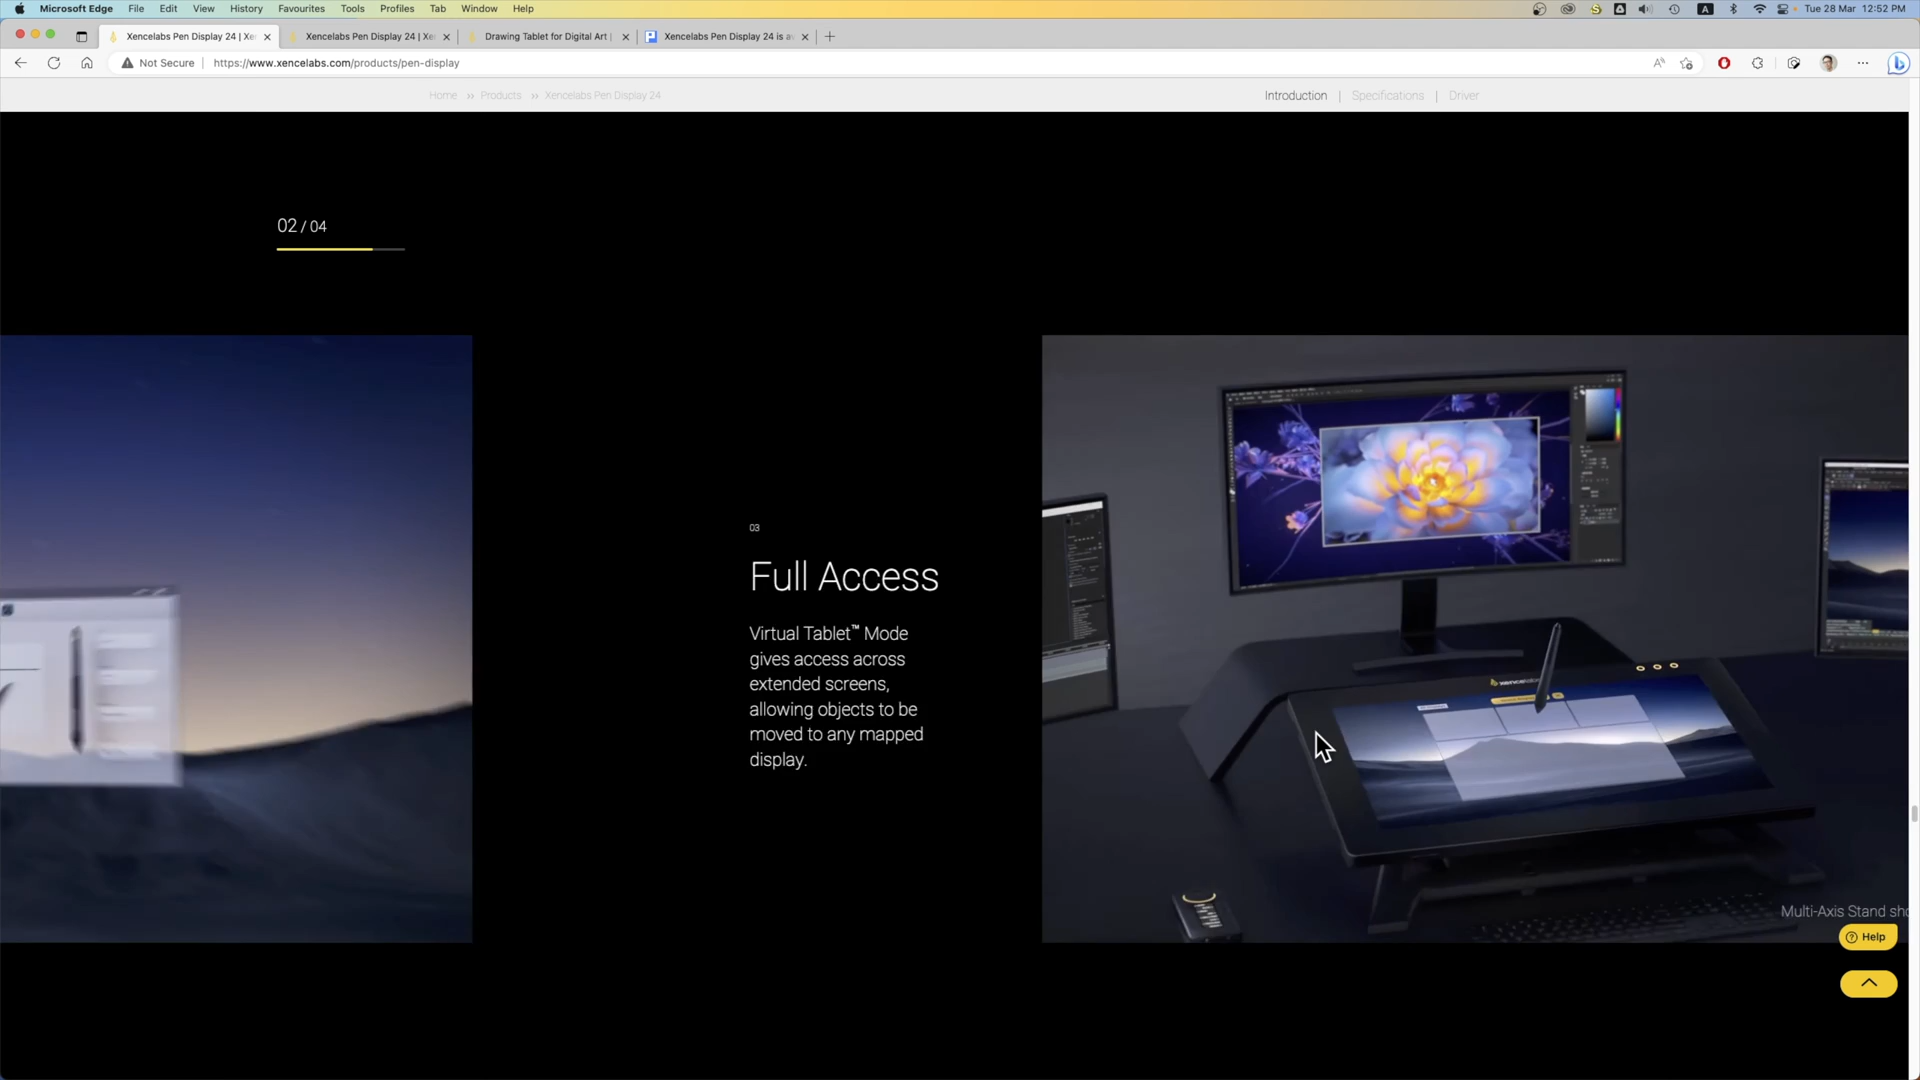 Microsoft Edge File Edit View History Favourites Tools Profiles Tab Window Help Tue 28 Mar 12:52 PM
Xencelabs Pen Display 24 | Xe Xencelabs Pen Display 24 | Xe Drawing Tablet for Digital Art | Xencelabs Pen Display 24 is a
Not Secure https://www.xencelabs.com/products/pen-display
Home » Products » Xencelabs Pen Display 24 Introduction | Specifications | Driver
02 / 04
03
Full Access
Virtual Tablet™ Mode
gives access across
extended screens,
allowing objects to be
moved to any mapped
display.
Multi-Axis Stand sho
Help